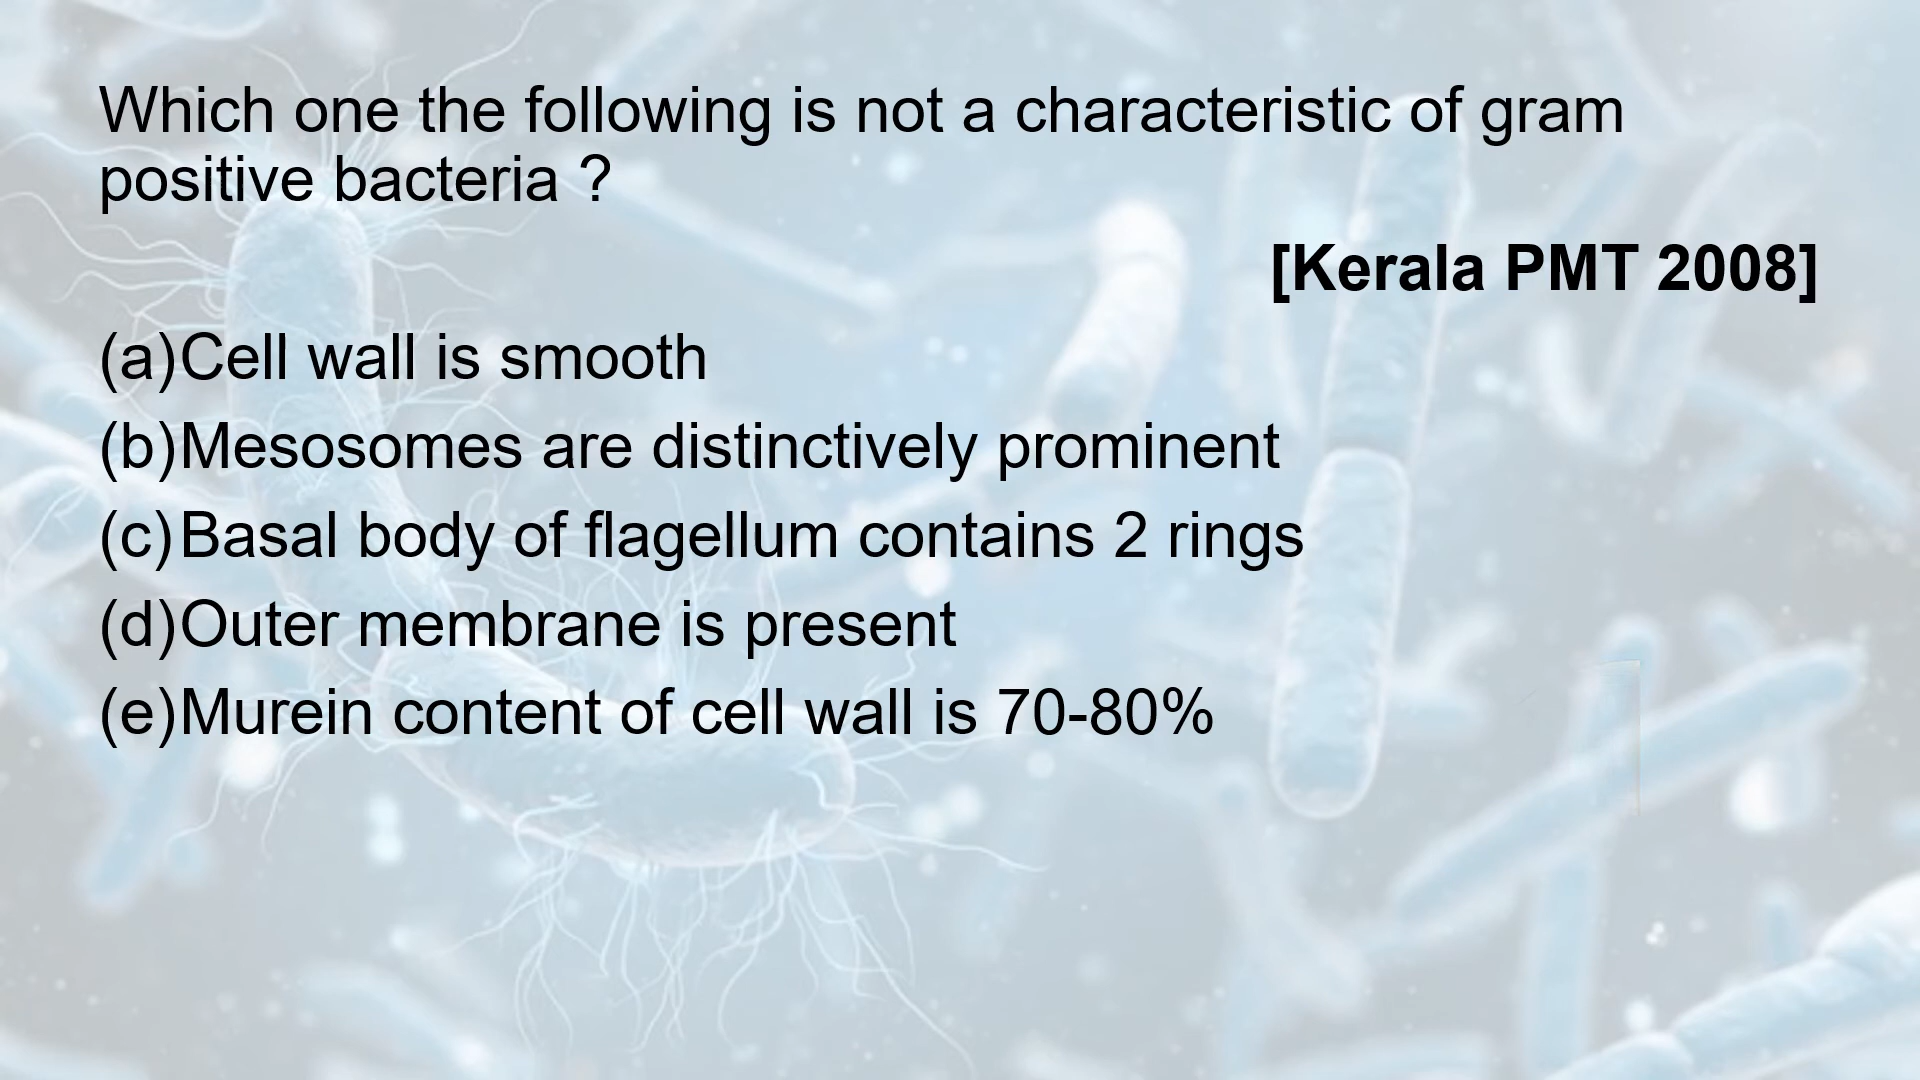 Which one the following is not a characteristic of gram
positive bacteria ?
[Kerala PMT 2008]
(a)Cell wall is smooth
(b)Mesosomes are distinctively prominent
(c)Basal body of flagellum contains 2 rings
(d)Outer membrane is present
(e)Murein content of cell wall is 70-80%